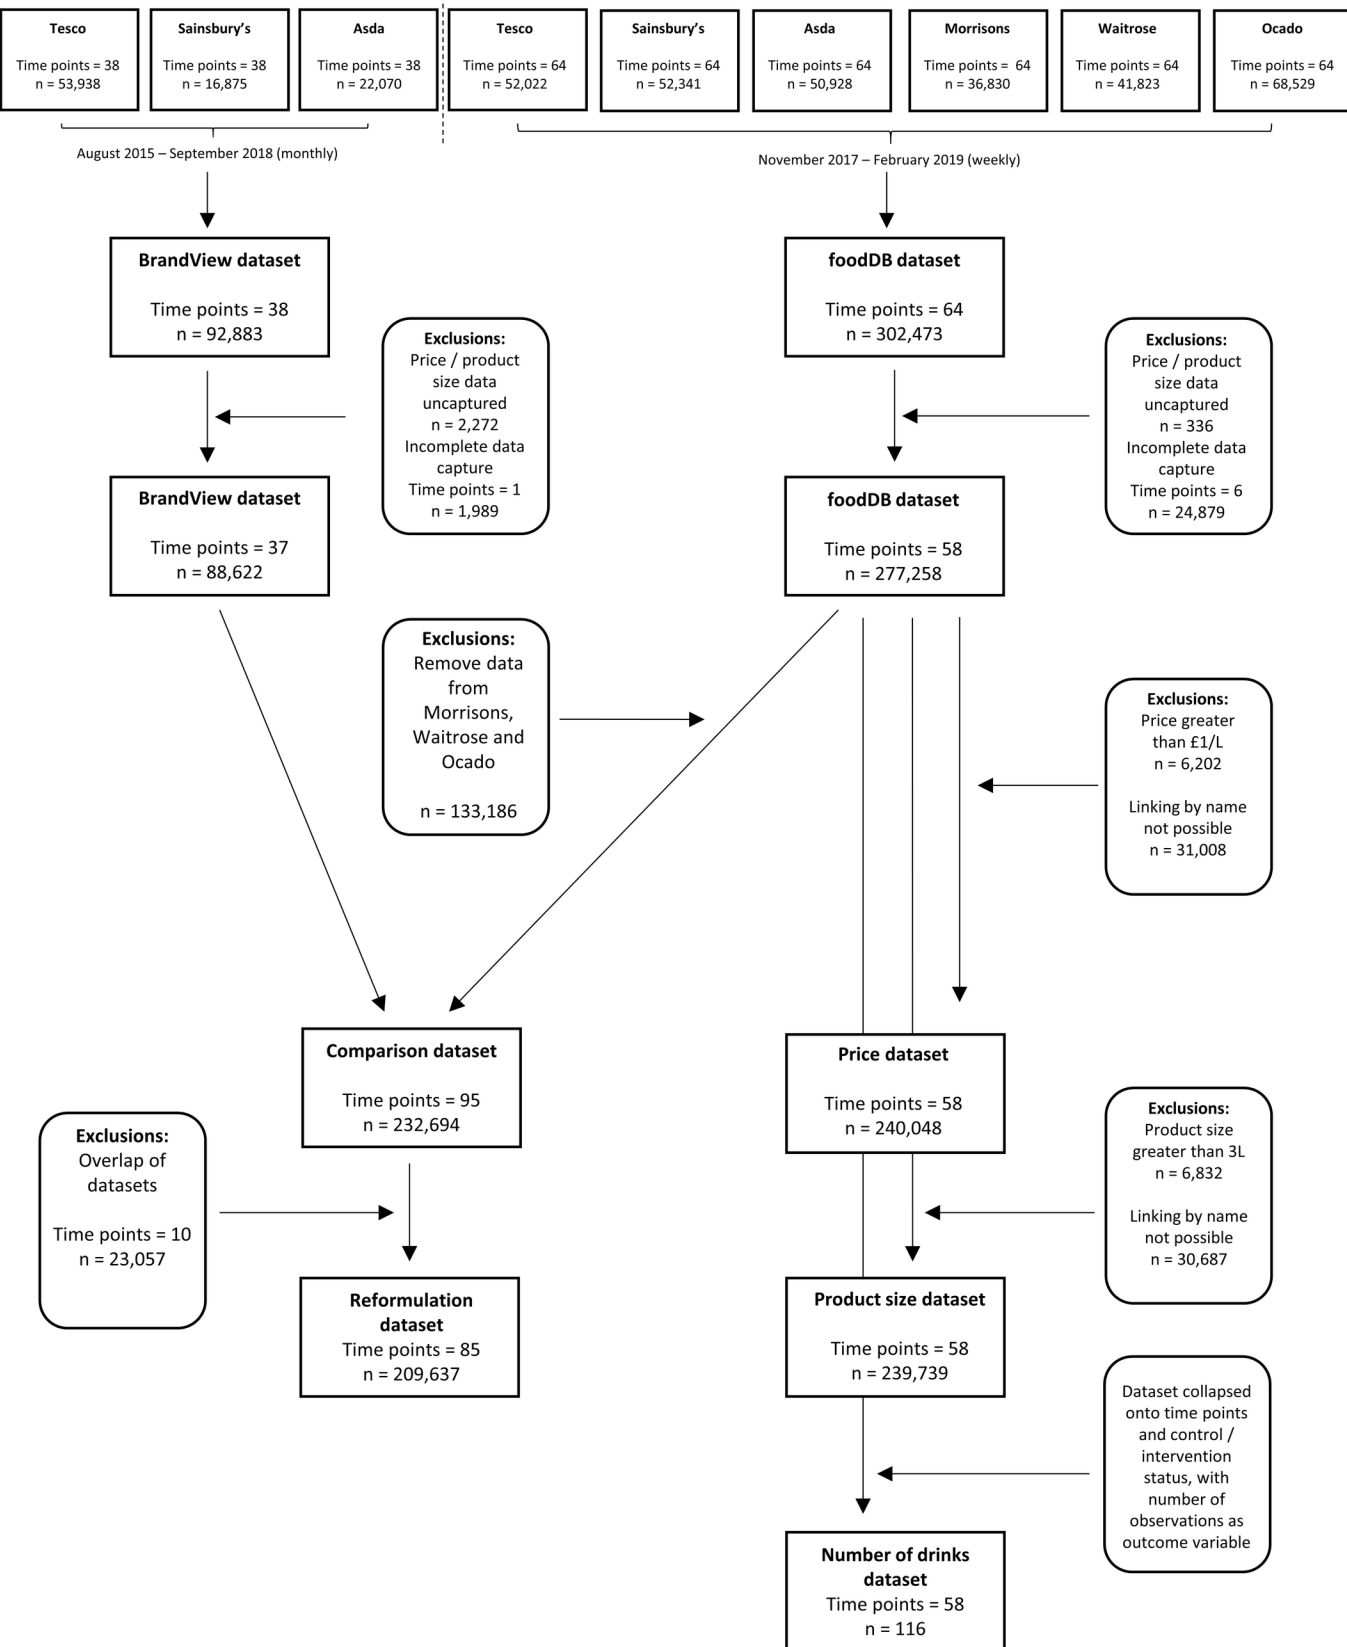 Tesco
Time points = 38
n = 53,938
Sainsbury’s
Time points = 38
n = 16,875
Asda
Time points = 38
n = 22,070
Tesco
Time points = 64
n = 52,022
Sainsbury’s
Time points = 64
n = 52,341
Asda
Time points = 64
n = 50,928
Morrisons
Time points = 64
n = 36,830
Waitrose
Time points = 64
n = 41,823
Ocado
Time points = 64
n = 68,529
August 2015 – September 2018 (monthly)
November 2017 – February 2019 (weekly)
BrandView dataset
Time points = 38
n = 92,883
foodDB dataset
Time points = 64
n = 302,473
Exclusions:
Price / product
size data
uncaptured
n = 2,272
Incomplete data
capture
Time points = 1
n = 1,989
Exclusions:
Price / product
size data
uncaptured
n = 336
Incomplete data
capture
Time points = 6
n = 24,879
BrandView dataset
Time points = 37
n = 88,622
foodDB dataset
Time points = 58
n = 277,258
Exclusions:
Remove data
from
Morrisons,
Waitrose and
Ocado
n = 133,186
Exclusions:
Price greater
than £1/L
n = 6,202
Linking by name
not possible
n = 31,008
Comparison dataset
Time points = 95
n = 232,694
Price dataset
Time points = 58
n = 240,048
Exclusions:
Overlap of
datasets
Time points = 10
n = 23,057
Exclusions:
Product size
greater than 3L
n = 6,832
Linking by name
not possible
n = 30,687
Reformulation
dataset
Time points = 85
n = 209,637
Product size dataset
Time points = 58
n = 239,739
Dataset collapsed
onto time points
and control /
intervention
status, with
number of
observations as
outcome variable
Number of drinks
dataset
Time points = 58
n = 116